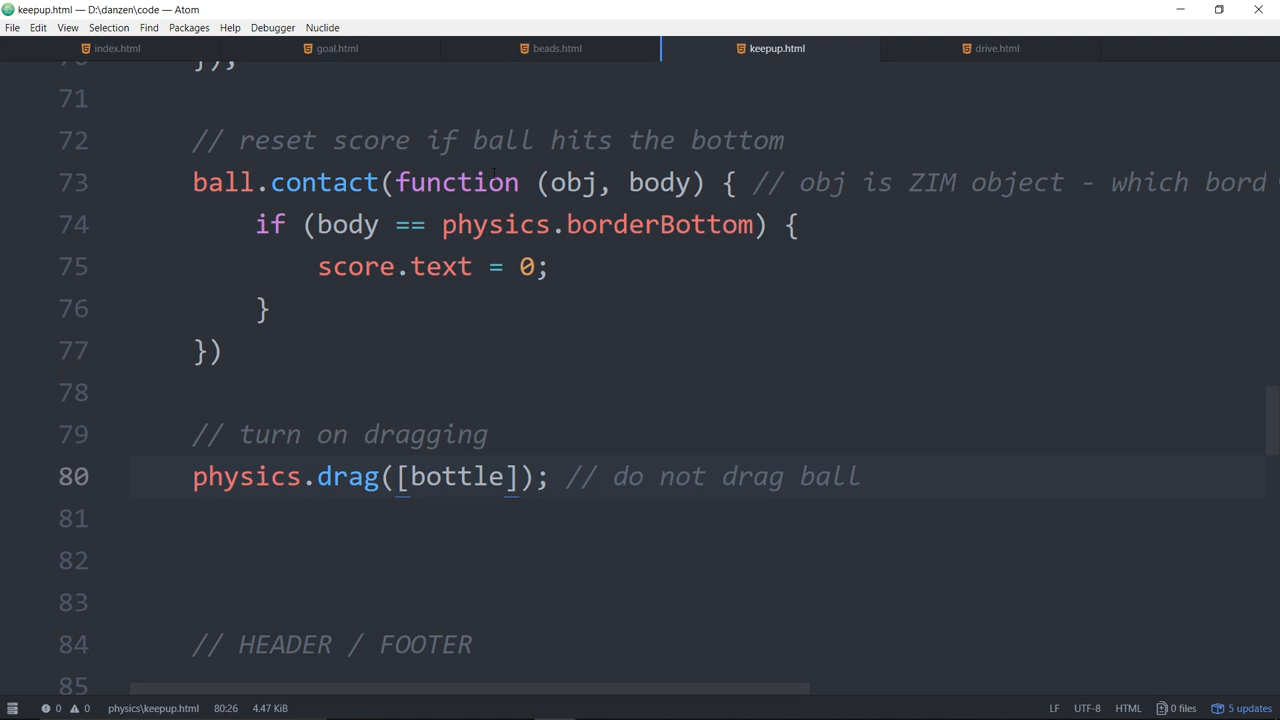 keepup.html — D:\danzen\code — Atom
File Edit View Selection Find Packages Help Debugger Nuclide
index.html goal.html beads.html keepup.html drive.html
70 });
71
72 // reset score if ball hits the bottom
73 ball.contact(function (obj, body) { // obj is ZIM object - which bord
74 if (body == physics.borderBottom) {
75 score.text = 0;
76 }
77 })
78
79 // turn on dragging
80 physics.drag([bottle]); // do not drag ball
81
82
83
84 // HEADER / FOOTER
85
0 0 physics\keepup.html 80:26 4.47 KiB LF UTF-8 HTML 0 files 5 updates